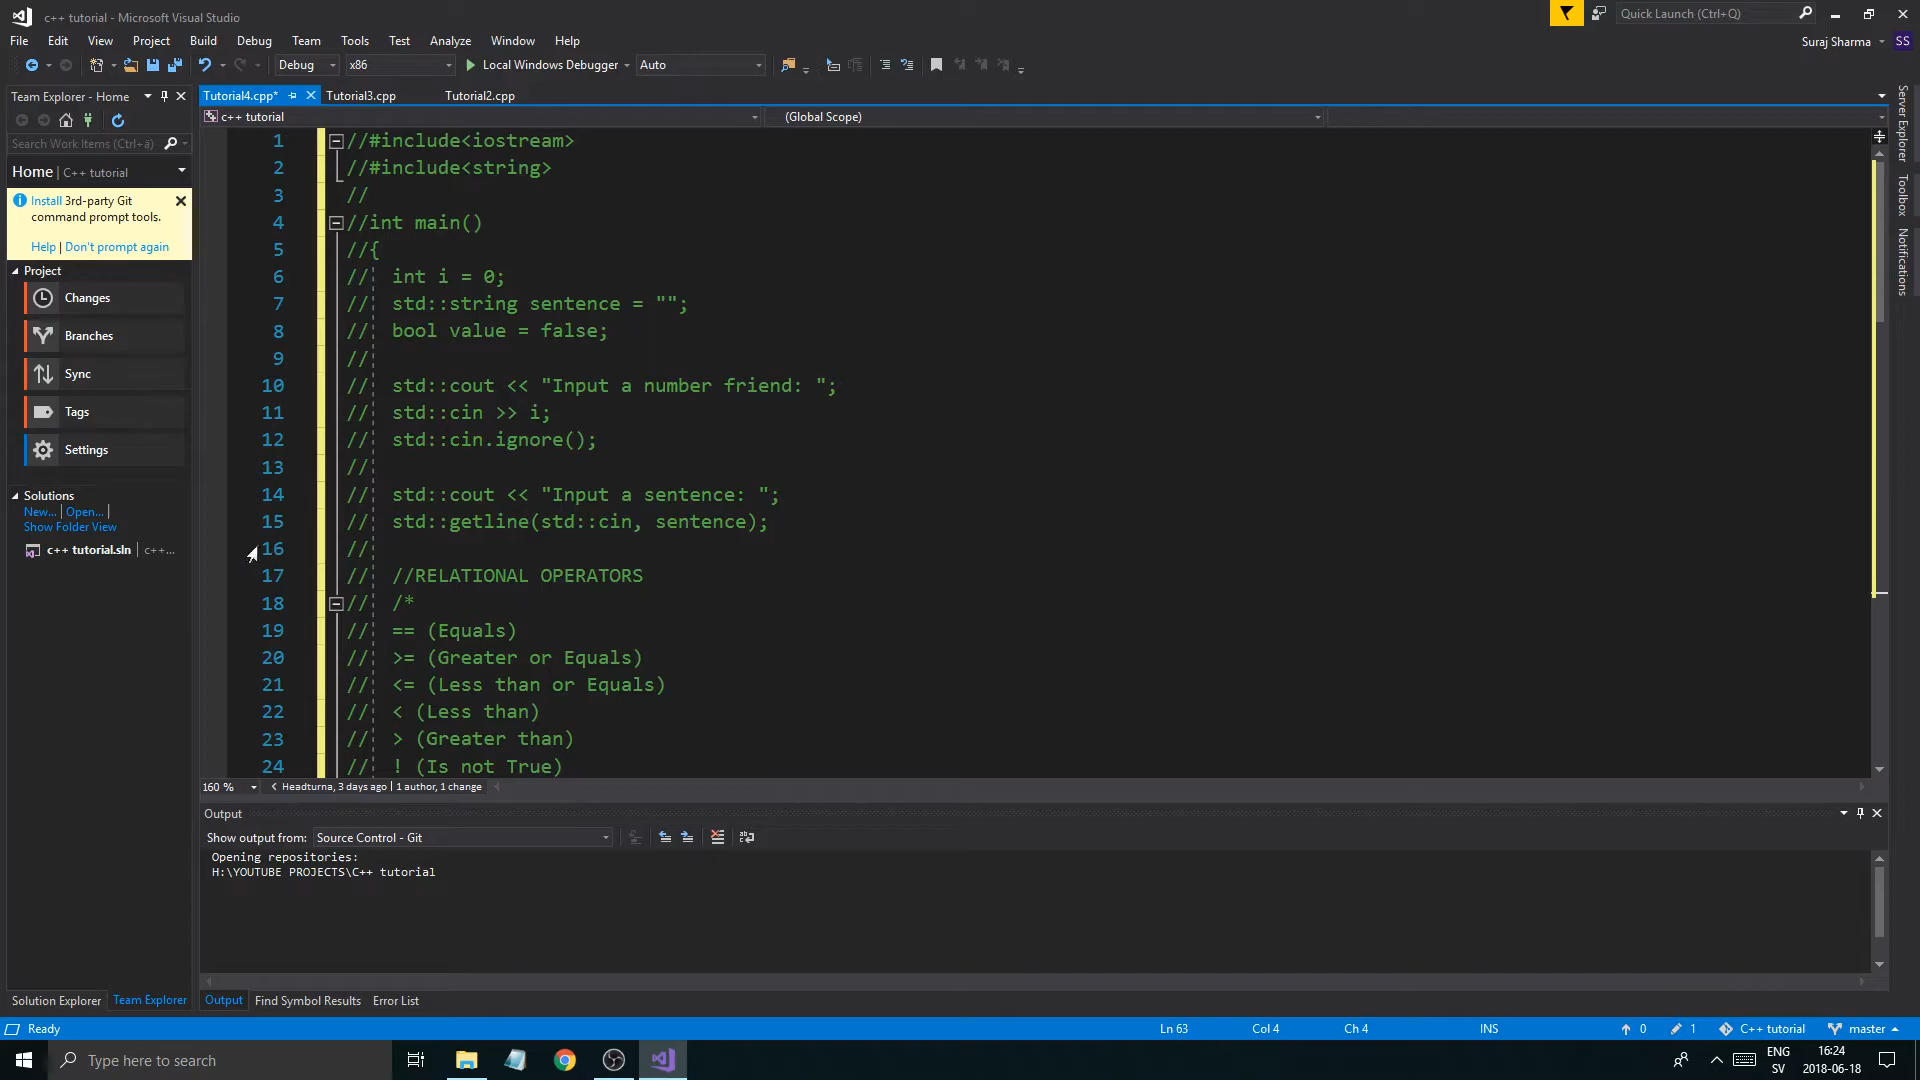 c++ tutorial - Microsoft Visual Studio
Quick Launch (Ctrl+Q)
File Edit View Project Build Debug Team Tools Test Analyze Window Help
Suraj Sharma SS
Debug x86 Local Windows Debugger Auto
Team Explorer - Home
Tutorial4.cpp* Tutorial3.cpp Tutorial2.cpp
c++ tutorial (Global Scope)
Search Work Items (Ctrl+ä)
Home | C++ tutorial
Install 3rd-party Git
command prompt tools.
Help | Don't prompt again
Project
Changes
Branches
Sync
Tags
Settings
Solutions
New... | Open... |
Show Folder View
c++ tutorial.sln | c++...
1 //#include<iostream>
2 //#include<string>
3 //
4 //int main()
5 //{
6 // int i = 0;
7 // std::string sentence = "";
8 // bool value = false;
9 //
10 // std::cout << "Input a number friend: ";
11 // std::cin >> i;
12 // std::cin.ignore();
13 //
14 // std::cout << "Input a sentence: ";
15 // std::getline(std::cin, sentence);
16 //
17 // //RELATIONAL OPERATORS
18 // /*
19 // == (Equals)
20 // >= (Greater or Equals)
21 // <= (Less than or Equals)
22 // < (Less than)
23 // > (Greater than)
24 // ! (Is not True)
160 % Headturna, 3 days ago | 1 author, 1 change
Server Explorer
Toolbox
Notifications
Output
Show output from: Source Control - Git
Opening repositories:
H:\YOUTUBE PROJECTS\C++ tutorial
Solution Explorer Team Explorer
Output Find Symbol Results Error List
Ready Ln 63 Col 4 Ch 4 INS 0 1 C++ tutorial master
Type here to search
ENG
SV
16:24
2018-06-18